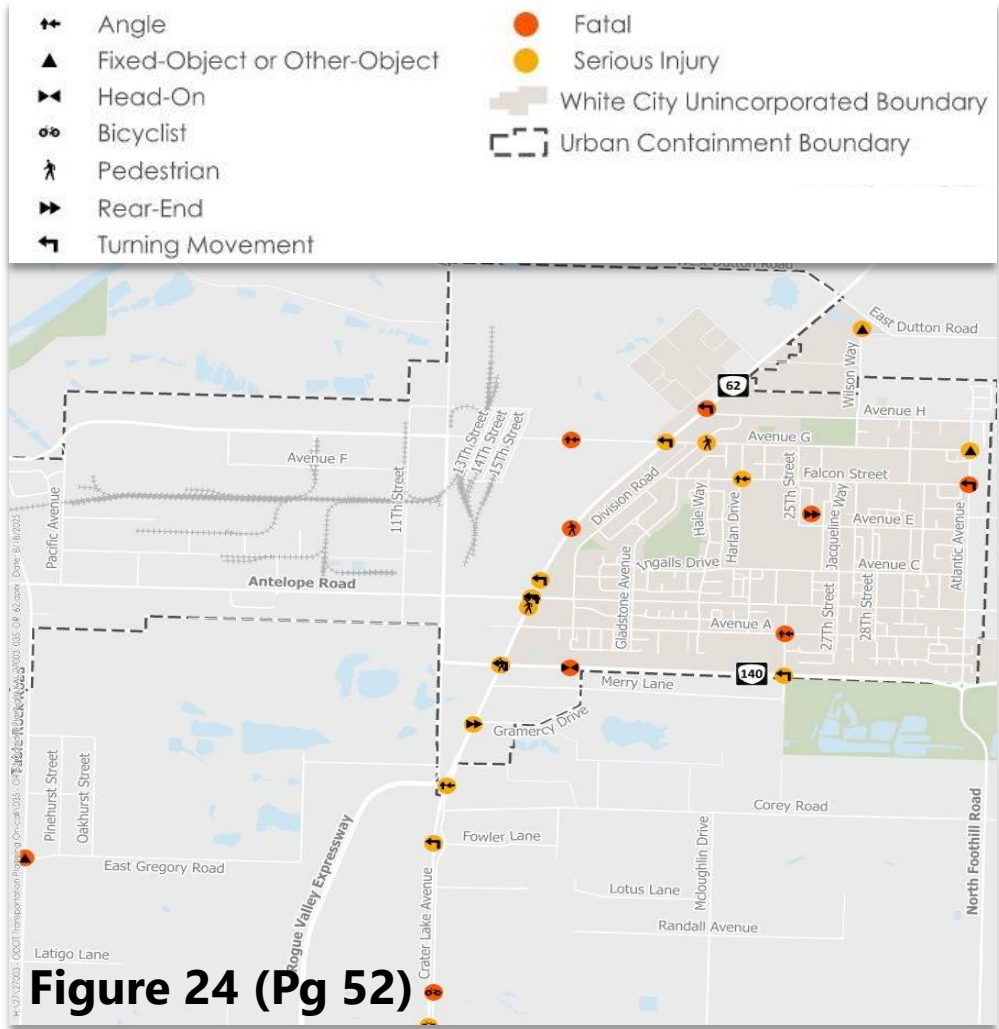 Angle
Fixed-Object or Other-Object
Head-On
Bicyclist
Pedestrian
Rear-End
Turning Movement
Fatal
Serious Injury
White City Unincorporated Boundary
Urban Containment Boundary
West Dutton Road
East Dutton Road
Wilson Way
62
Avenue H
Avenue G
13Th Street
14Th Street
15Th Street
Avenue F
Division Road
25Th Street
Falcon Street
Hale Way
Harlan Drive
Jacqueline Way
Avenue E
Pacific Avenue
11Th Street
Atlantic Avenue
Ingalls Drive
Avenue C
Antelope Road
Gladstone Avenue
Avenue A
27Th Street
28Th Street
140
Merry Lane
Gramercy Drive
Pinehurst Street
Oakhurst Street
Corey Road
Fowler Lane
East Gregory Road
Rogue Valley Expressway
Crater Lake Avenue
Mcloughlin Drive
North Foothill Road
Lotus Lane
Randall Avenue
Latigo Lane
Figure 24 (Pg 52)